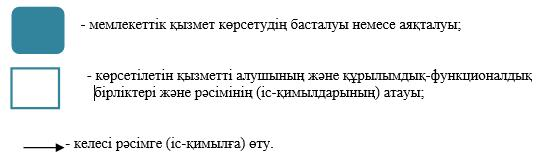 - мемлекеттік қызмет көрсетудің басталуы немесе аяқталуы;
- көрсетілетін қызметті алушының және құрылымдық-функционалдық
бірліктері және рәсімінің (іс-қимылдарының) атауы;
- келесі рәсімге (іс-қимылға) өту.